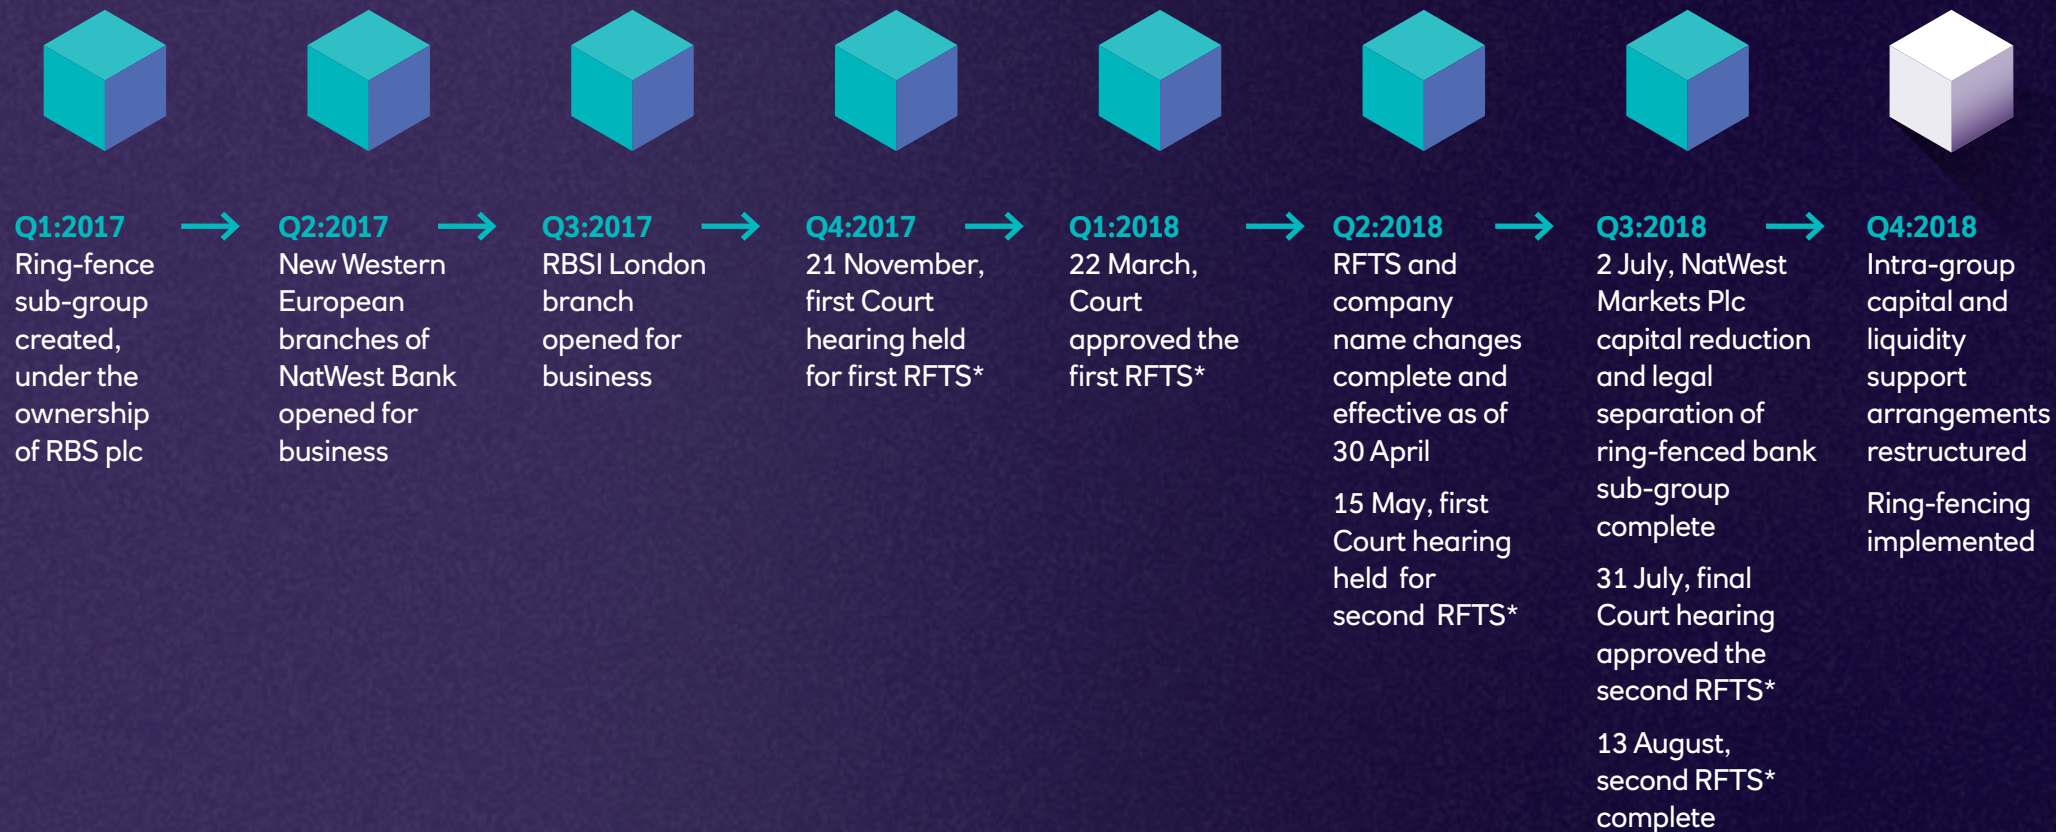 Q1:2017
Ring-fence
sub-group
created,
under the
ownership
of RBS plc
Q2:2017
New Western
European
branches of
NatWest Bank
opened for
business
Q3:2017
RBSI London
branch
opened for
business
Q4:2017
21 November,
first Court
hearing held
for first RFTS*
Q1:2018
22 March,
Court
approved the
first RFTS*
Q2:2018
RFTS and
company
name changes
complete and
effective as of
30 April
15 May, first
Court hearing
held for
second RFTS*
Q3:2018
2 July, NatWest
Markets Plc
capital reduction
and legal
separation of
ring-fenced bank
sub-group
complete
31 July, final
Court hearing
approved the
second RFTS*
13 August,
second RFTS*
complete
Q4:2018
Intra-group
capital and
liquidity
support
arrangements
restructured
Ring-fencing
implemented